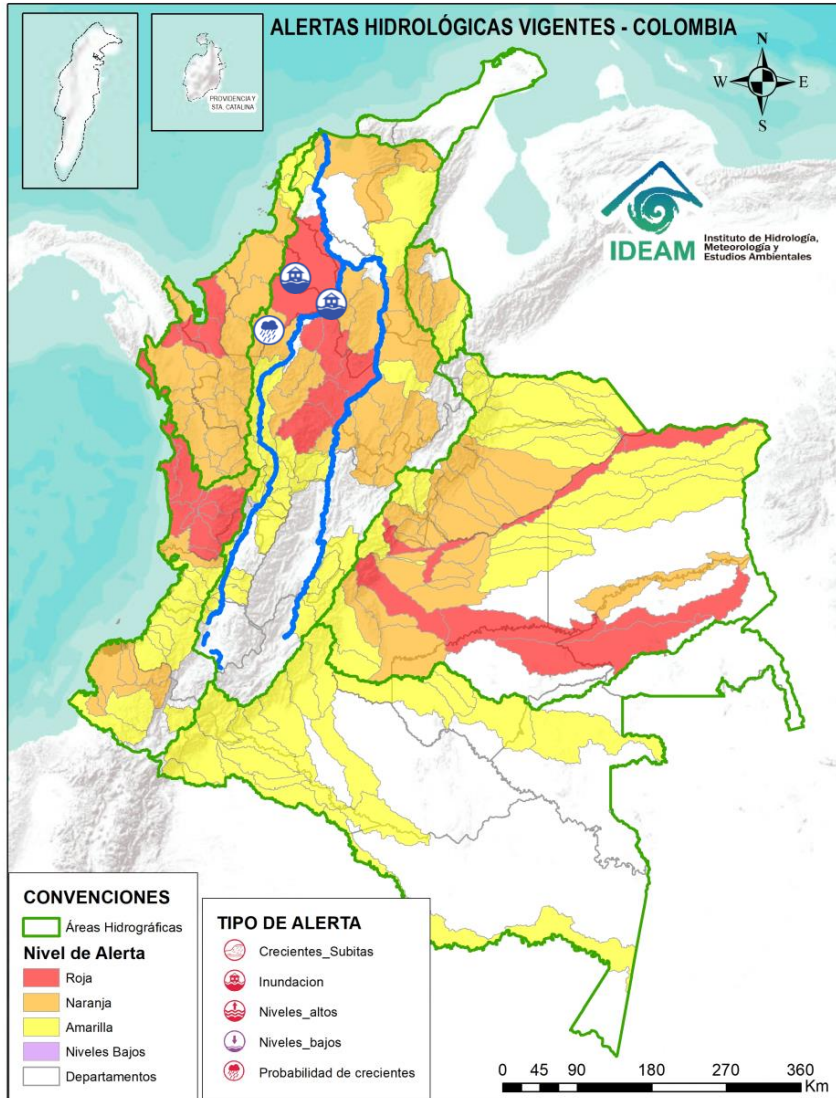 ALERTAS HIDROLÓGICAS VIGENTES - COLOMBIA
PROVIDENCIA Y
STA. CATALINA
N
W
E
S
IDEAM
Instituto de Hidrología,
Meteorología y
Estudios Ambientales
CONVENCIONES
Áreas Hidrográficas
Nivel de Alerta
Roja
Naranja
Amarilla
Niveles Bajos
Departamentos
TIPO DE ALERTA
Crecientes_Subitas
Inundacion
Niveles_altos
Niveles_bajos
Probabilidad de crecientes
0 45 90 180 270 360
Km